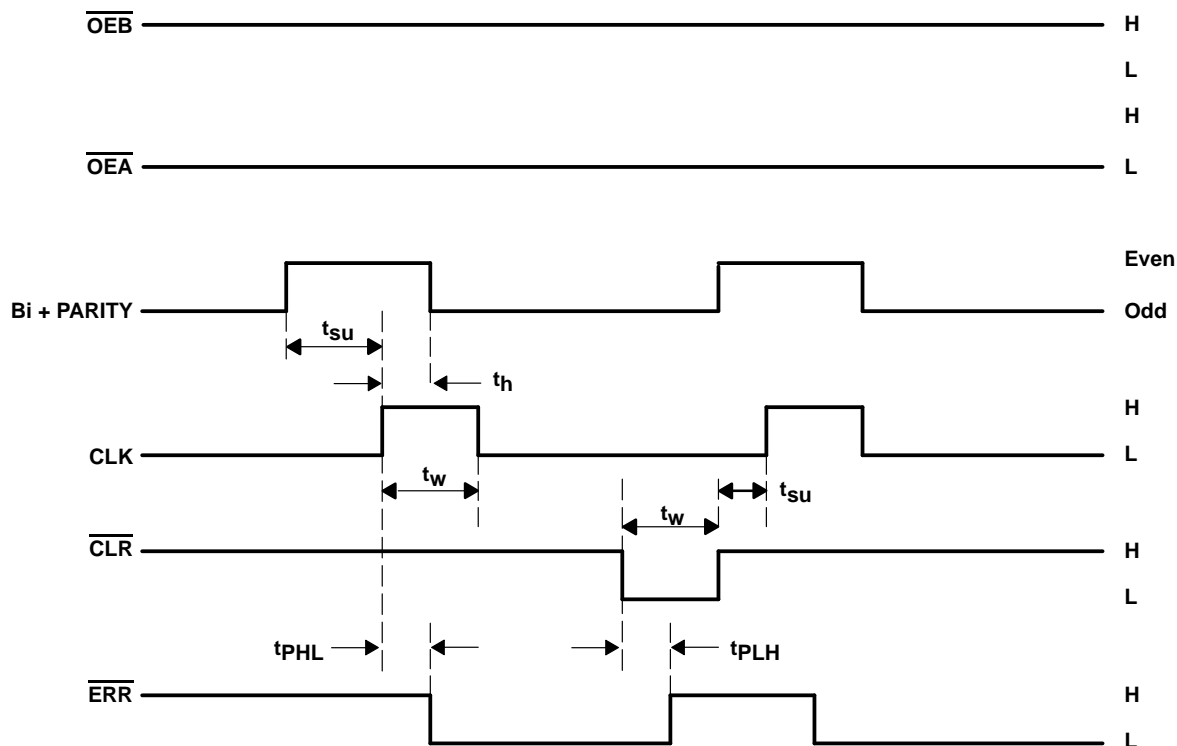 OEB H
L
H
OEA L
Even
Bi + PARITY Odd
tsu
th
H
CLK L
tw tsu
tw
CLR H
L
tPHL tPLH
ERR H
L